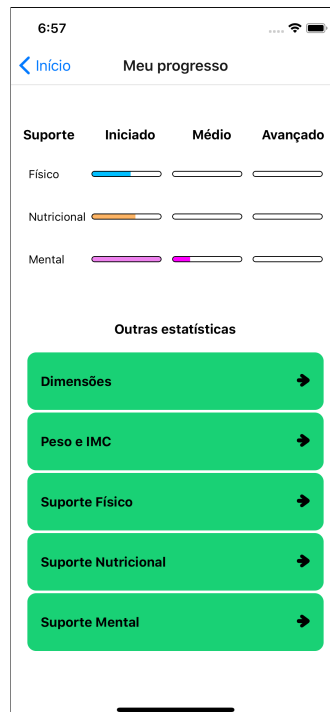 6:57
Início Meu progresso
Suporte Iniciado Médio Avançado
Físico
Nutricional
Mental
Outras estatísticas
Dimensões
Peso e IMC
Suporte Físico
Suporte Nutricional
Suporte Mental